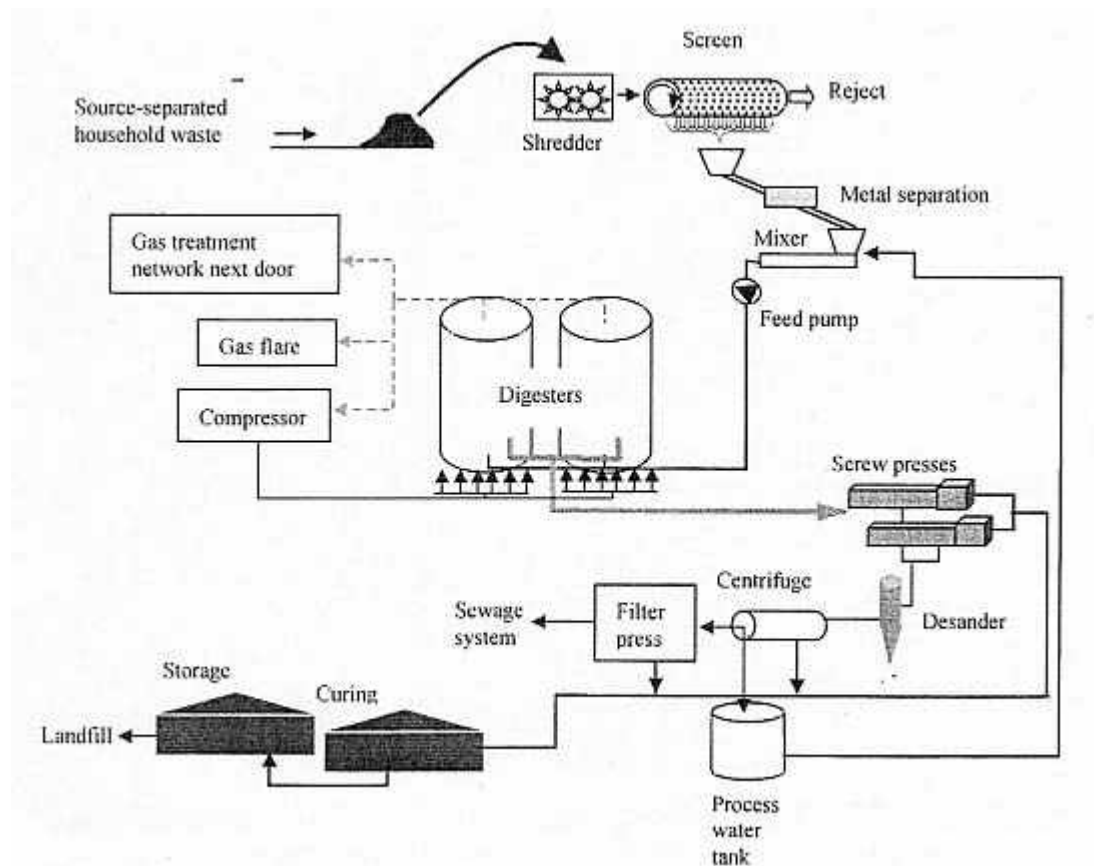 Screen
Source-separated
household waste
Reject
Shredder
Metal separation
Gas treatment
network next door
Mixer
Feed pump
Gas flare
Digesters
Compressor
Screw presses
Centrifuge
Sewage
system
Filter
press
Desander
Storage
Curing
Landfill
Process
water
tank